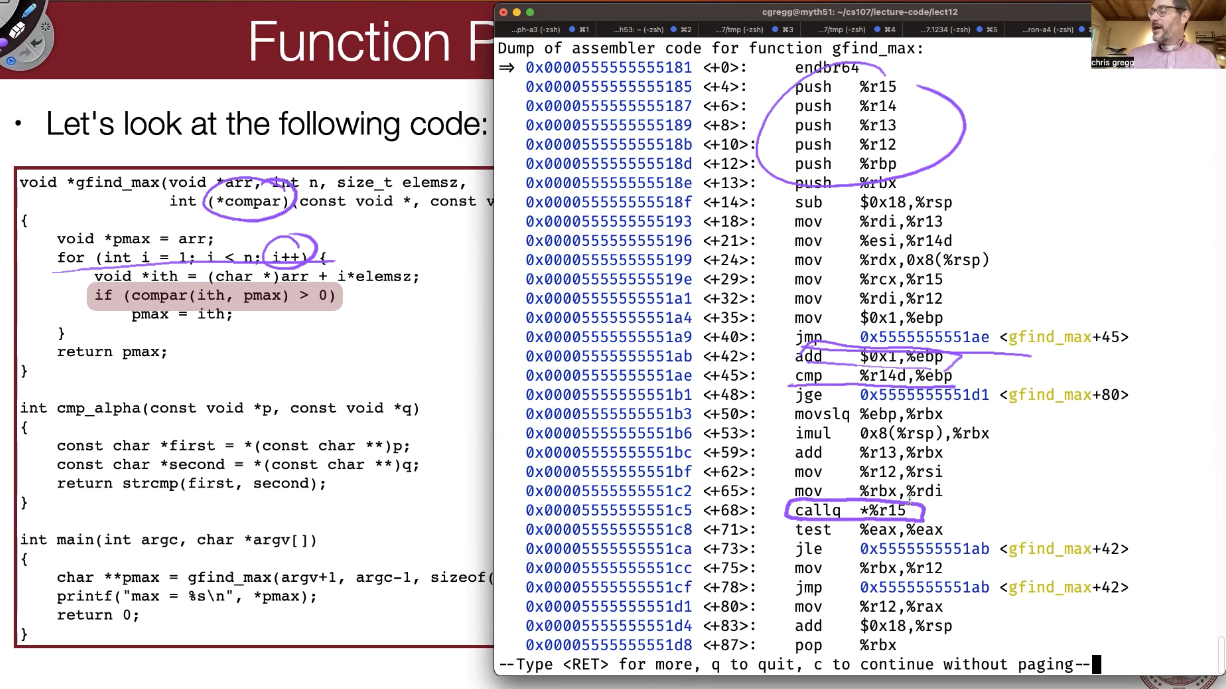 Function P
• Let's look at the following code:
void *gfind_max(void *arr, int n, size_t elemsz,
int (*compar)(const void *, const v
{
void *pmax = arr;
for (int i = 1; i < n; i++) {
void *ith = (char *)arr + i*elemsz;
if (compar(ith, pmax) > 0)
pmax = ith;
}
return pmax;
}
int cmp_alpha(const void *p, const void *q)
{
const char *first = *(const char **)p;
const char *second = *(const char **)q;
return strcmp(first, second);
}
int main(int argc, char *argv[])
{
char **pmax = gfind_max(argv+1, argc-1, sizeof(
printf("max = %s\n", *pmax);
return 0;
}
cgregg@myth51:~/cs107/lecture-code/lect12
...ph-a3 (-zsh) ⌘1 ...h53: ~ (-zsh) ⌘2 ...7/tmp (-zsh) ⌘3 ...7/tmp (-zsh) ⌘4 ...7.1234 (-zsh) ⌘5 ...ron-a4 (-zsh)
chris gregg
Dump of assembler code for function gfind_max:
=> 0x0000555555555181 <+0>: endbr64
0x0000555555555185 <+4>: push %r15
0x0000555555555187 <+6>: push %r14
0x0000555555555189 <+8>: push %r13
0x000055555555518b <+10>: push %r12
0x000055555555518d <+12>: push %rbp
0x000055555555518e <+13>: push %rbx
0x000055555555518f <+14>: sub $0x18,%rsp
0x0000555555555193 <+18>: mov %rdi,%r13
0x0000555555555196 <+21>: mov %esi,%r14d
0x0000555555555199 <+24>: mov %rdx,0x8(%rsp)
0x000055555555519e <+29>: mov %rcx,%r15
0x00005555555551a1 <+32>: mov %rdi,%r12
0x00005555555551a4 <+35>: mov $0x1,%ebp
0x00005555555551a9 <+40>: jmp 0x5555555551ae <gfind_max+45>
0x00005555555551ab <+42>: add $0x1,%ebp
0x00005555555551ae <+45>: cmp %r14d,%ebp
0x00005555555551b1 <+48>: jge 0x5555555551d1 <gfind_max+80>
0x00005555555551b3 <+50>: movslq %ebp,%rbx
0x00005555555551b6 <+53>: imul 0x8(%rsp),%rbx
0x00005555555551bc <+59>: add %r13,%rbx
0x00005555555551bf <+62>: mov %r12,%rsi
0x00005555555551c2 <+65>: mov %rbx,%rdi
0x00005555555551c5 <+68>: callq *%r15
0x00005555555551c8 <+71>: test %eax,%eax
0x00005555555551ca <+73>: jle 0x5555555551ab <gfind_max+42>
0x00005555555551cc <+75>: mov %rbx,%r12
0x00005555555551cf <+78>: jmp 0x5555555551ab <gfind_max+42>
0x00005555555551d1 <+80>: mov %r12,%rax
0x00005555555551d4 <+83>: add $0x18,%rsp
0x00005555555551d8 <+87>: pop %rbx
--Type <RET> for more, q to quit, c to continue without paging--